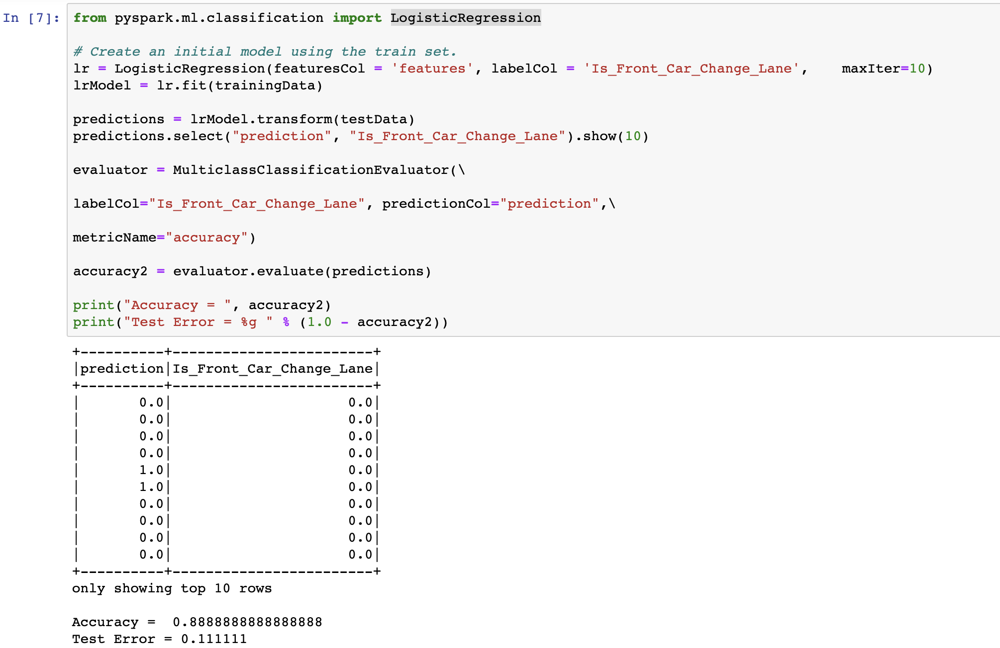 In [7]: from pyspark.ml.classification import LogisticRegression
# Create an initial model using the train set.
lr = LogisticRegression(featuresCol = 'features', labelCol = 'Is_Front_Car_Change_Lane',    maxIter=10)
lrModel = lr.fit(trainingData)
predictions = lrModel.transform(testData)
predictions.select("prediction", "Is_Front_Car_Change_Lane").show(10)
evaluator = MulticlassClassificationEvaluator(\
labelCol="Is_Front_Car_Change_Lane", predictionCol="prediction",\
metricName="accuracy")
accuracy2 = evaluator.evaluate(predictions)
print("Accuracy = ", accuracy2)
print("Test Error = %g " % (1.0 - accuracy2))
+----------+------------------------+
|prediction|Is_Front_Car_Change_Lane|
+----------+------------------------+
|       0.0|                     0.0|
|       0.0|                     0.0|
|       0.0|                     0.0|
|       0.0|                     0.0|
|       1.0|                     0.0|
|       1.0|                     0.0|
|       0.0|                     0.0|
|       0.0|                     0.0|
|       0.0|                     0.0|
|       0.0|                     0.0|
+----------+------------------------+
only showing top 10 rows
Accuracy =  0.8888888888888888
Test Error = 0.111111